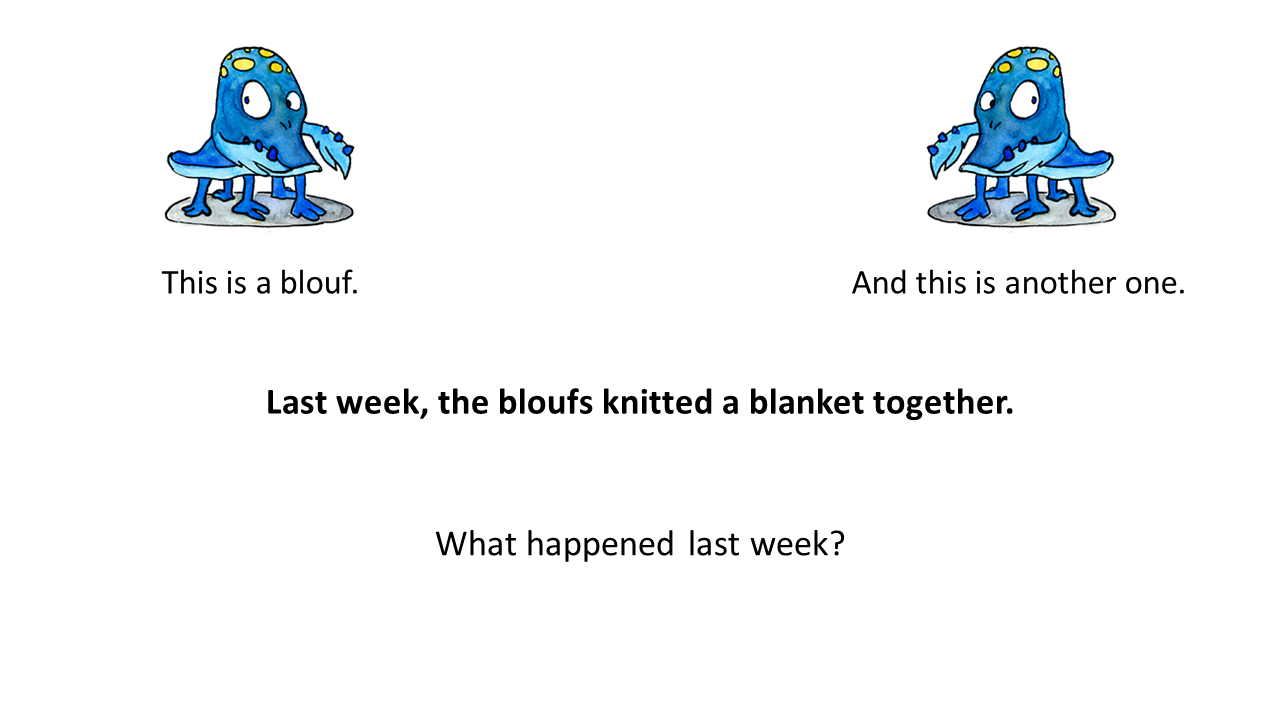 This is a blouf.
And this is another one.
Last week, the bloufs knitted a blanket together.
What happened last week?